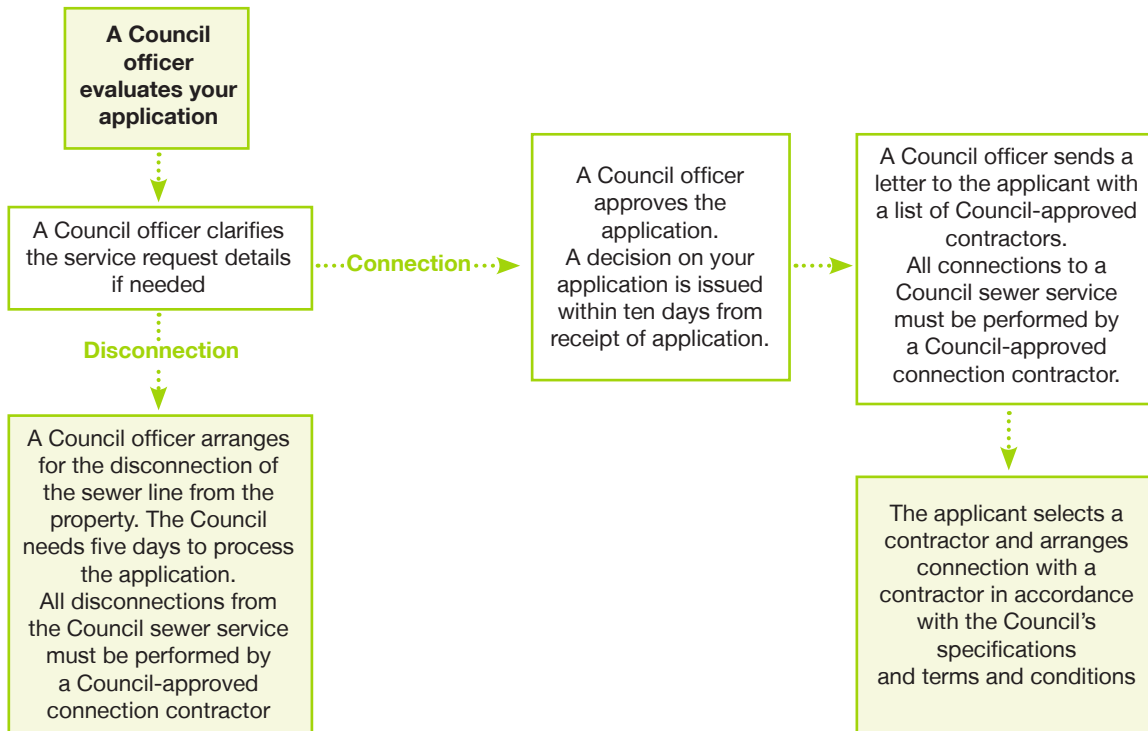 A Council
officer
evaluates your
application
A Council officer clarifies
the service request details
if needed
Connection
A Council officer
approves the
application.
A decision on your
application is issued
within ten days from
receipt of application.
A Council officer sends a
letter to the applicant with
a list of Council-approved
contractors.
All connections to a
Council sewer service
must be performed by
a Council-approved
connection contractor.
Disconnection
A Council officer arranges
for the disconnection of
the sewer line from the
property. The Council
needs five days to process
the application.
All disconnections from
the Council sewer service
must be performed by
a Council-approved
connection contractor
The applicant selects a
contractor and arranges
connection with a
contractor in accordance
with the Council’s
specifications
and terms and conditions